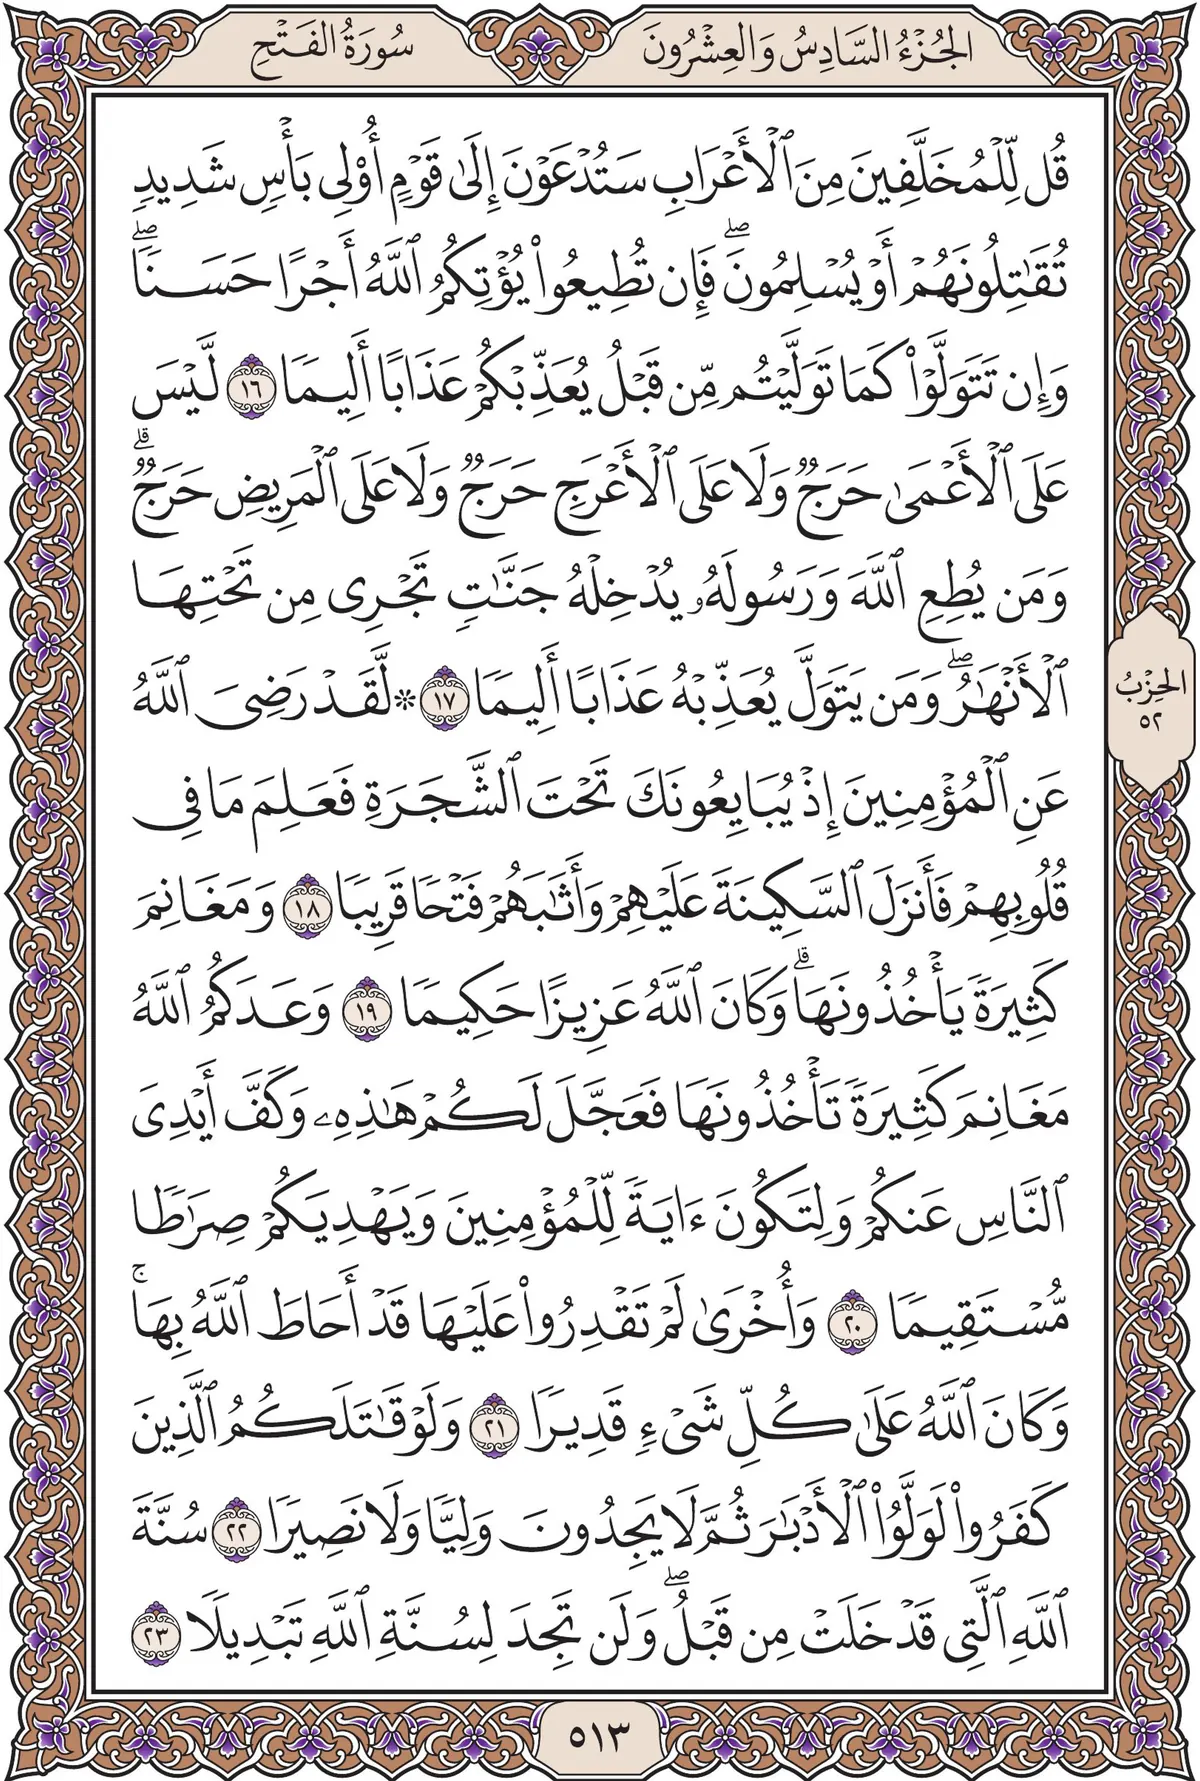 الجُزْءُ السَّادِسُ وَالعِشْرُونَ
سُورَةُ الفَتْحِ
قُل لِّلْمُخَلَّفِينَ مِنَ ٱلْأَعْرَابِ سَتُدْعَوْنَ إِلَىٰ قَوْمٍ أُو۟لِى بَأْسٍ شَدِيدٍ
تُقَٰتِلُونَهُمْ أَوْ يُسْلِمُونَ ۖ فَإِن تُطِيعُوا۟ يُؤْتِكُمُ ٱللَّهُ أَجْرًا حَسَنًا ۖ
وَإِن تَتَوَلَّوْا۟ كَمَا تَوَلَّيْتُم مِّن قَبْلُ يُعَذِّبْكُمْ عَذَابًا أَلِيمًا ١٦ لَّيْسَ
عَلَى ٱلْأَعْمَىٰ حَرَجٌ وَلَا عَلَى ٱلْأَعْرَجِ حَرَجٌ وَلَا عَلَى ٱلْمَرِيضِ حَرَجٌ ۗ
وَمَن يُطِعِ ٱللَّهَ وَرَسُولَهُۥ يُدْخِلْهُ جَنَّٰتٍ تَجْرِى مِن تَحْتِهَا
ٱلْأَنْهَٰرُ ۖ وَمَن يَتَوَلَّ يُعَذِّبْهُ عَذَابًا أَلِيمًا ١٧ * لَّقَدْ رَضِىَ ٱللَّهُ
عَنِ ٱلْمُؤْمِنِينَ إِذْ يُبَايِعُونَكَ تَحْتَ ٱلشَّجَرَةِ فَعَلِمَ مَا فِى
قُلُوبِهِمْ فَأَنزَلَ ٱلسَّكِينَةَ عَلَيْهِمْ وَأَثَٰبَهُمْ فَتْحًا قَرِيبًا ١٨ وَمَغَانِمَ
كَثِيرَةً يَأْخُذُونَهَا ۗ وَكَانَ ٱللَّهُ عَزِيزًا حَكِيمًا ١٩ وَعَدَكُمُ ٱللَّهُ
مَغَانِمَ كَثِيرَةً تَأْخُذُونَهَا فَعَجَّلَ لَكُمْ هَٰذِهِۦ وَكَفَّ أَيْدِىَ
ٱلنَّاسِ عَنكُمْ وَلِتَكُونَ ءَايَةً لِّلْمُؤْمِنِينَ وَيَهْدِيَكُمْ صِرَٰطًا
مُّسْتَقِيمًا ٢٠ وَأُخْرَىٰ لَمْ تَقْدِرُوا۟ عَلَيْهَا قَدْ أَحَاطَ ٱللَّهُ بِهَا ۚ
وَكَانَ ٱللَّهُ عَلَىٰ كُلِّ شَىْءٍ قَدِيرًا ٢١ وَلَوْ قَٰتَلَكُمُ ٱلَّذِينَ
كَفَرُوا۟ لَوَلَّوُا۟ ٱلْأَدْبَٰرَ ثُمَّ لَا يَجِدُونَ وَلِيًّا وَلَا نَصِيرًا ٢٢ سُنَّةَ
ٱللَّهِ ٱلَّتِى قَدْ خَلَتْ مِن قَبْلُ ۖ وَلَن تَجِدَ لِسُنَّةِ ٱللَّهِ تَبْدِيلًا ٢٣
الحِزْبُ
٥٢
٥١٣